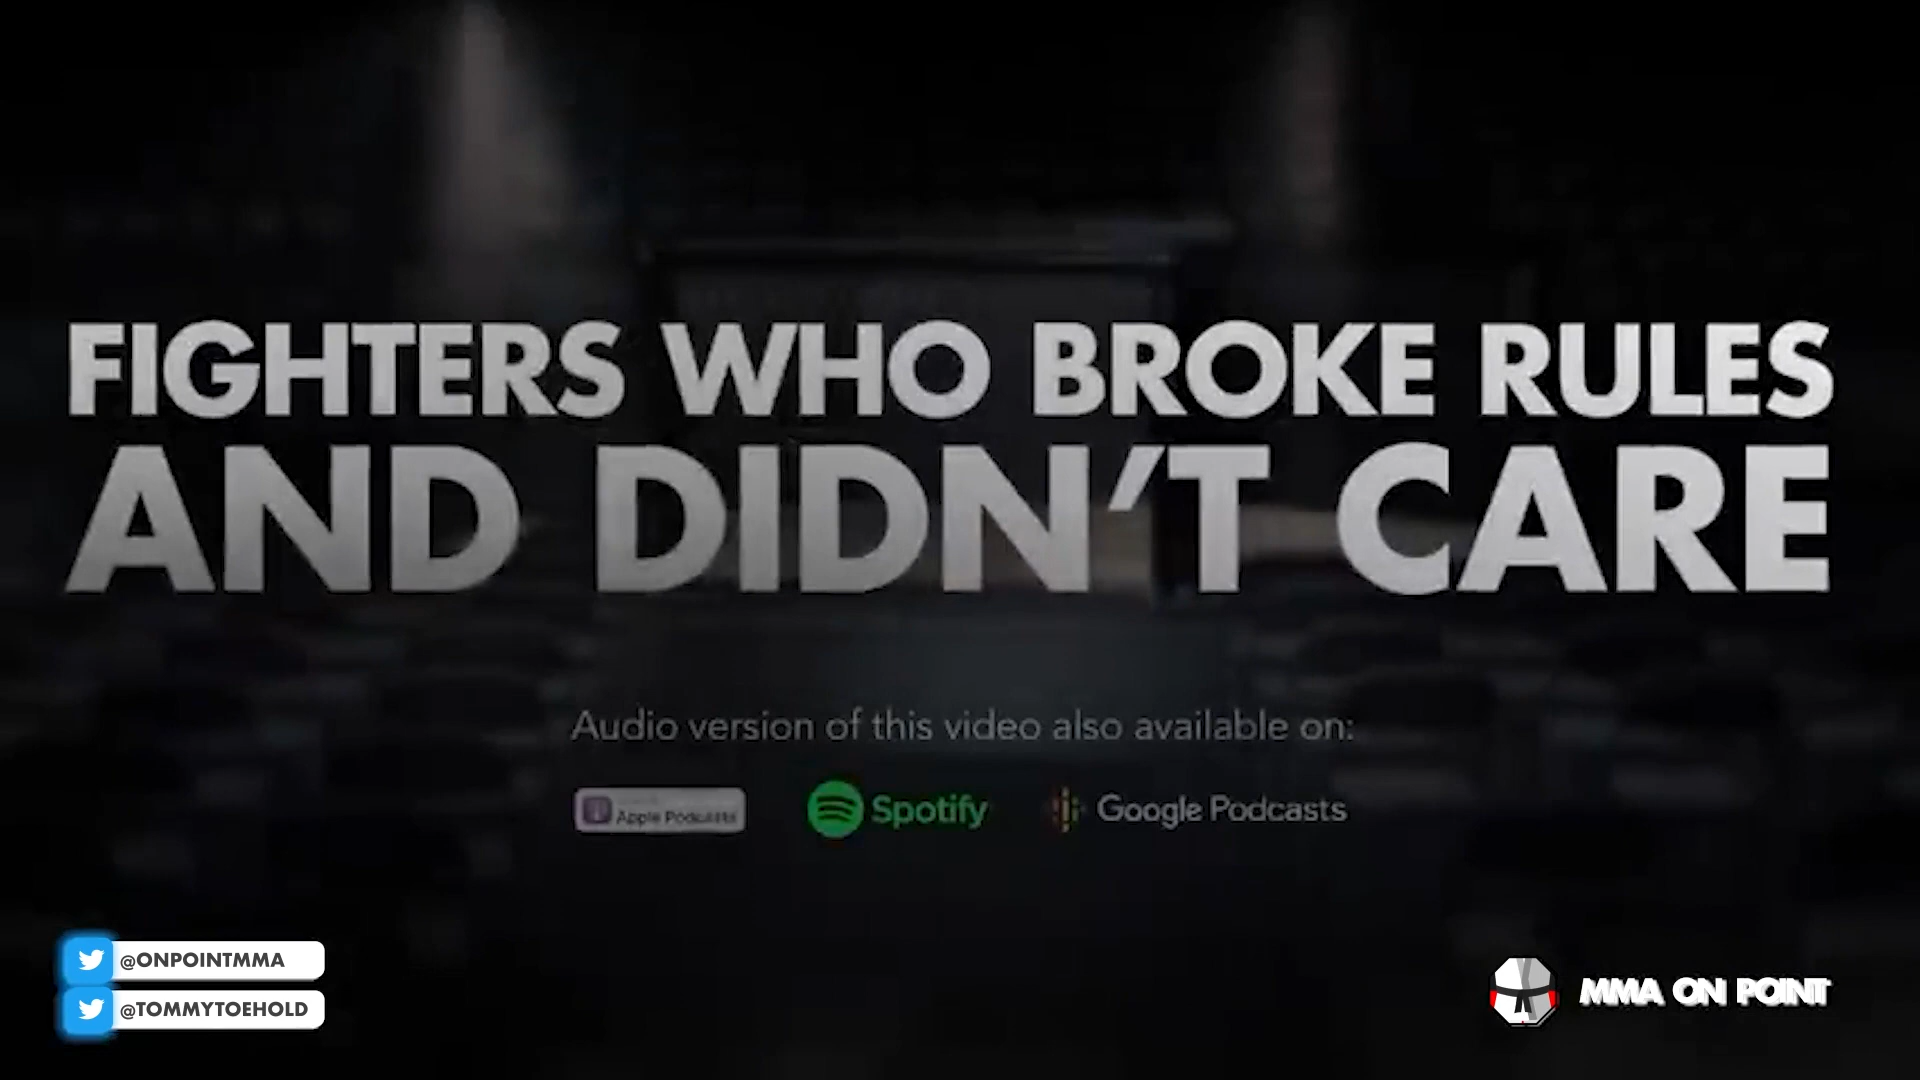 FIGHTERS WHO BROKE RULES
AND DIDN'T CARE
Audio version of this video also available on:
Apple Podcasts
Spotify
Google Podcasts
@ONPOINTMMA
@TOMMYTOEHOLD
MMA ON POINT